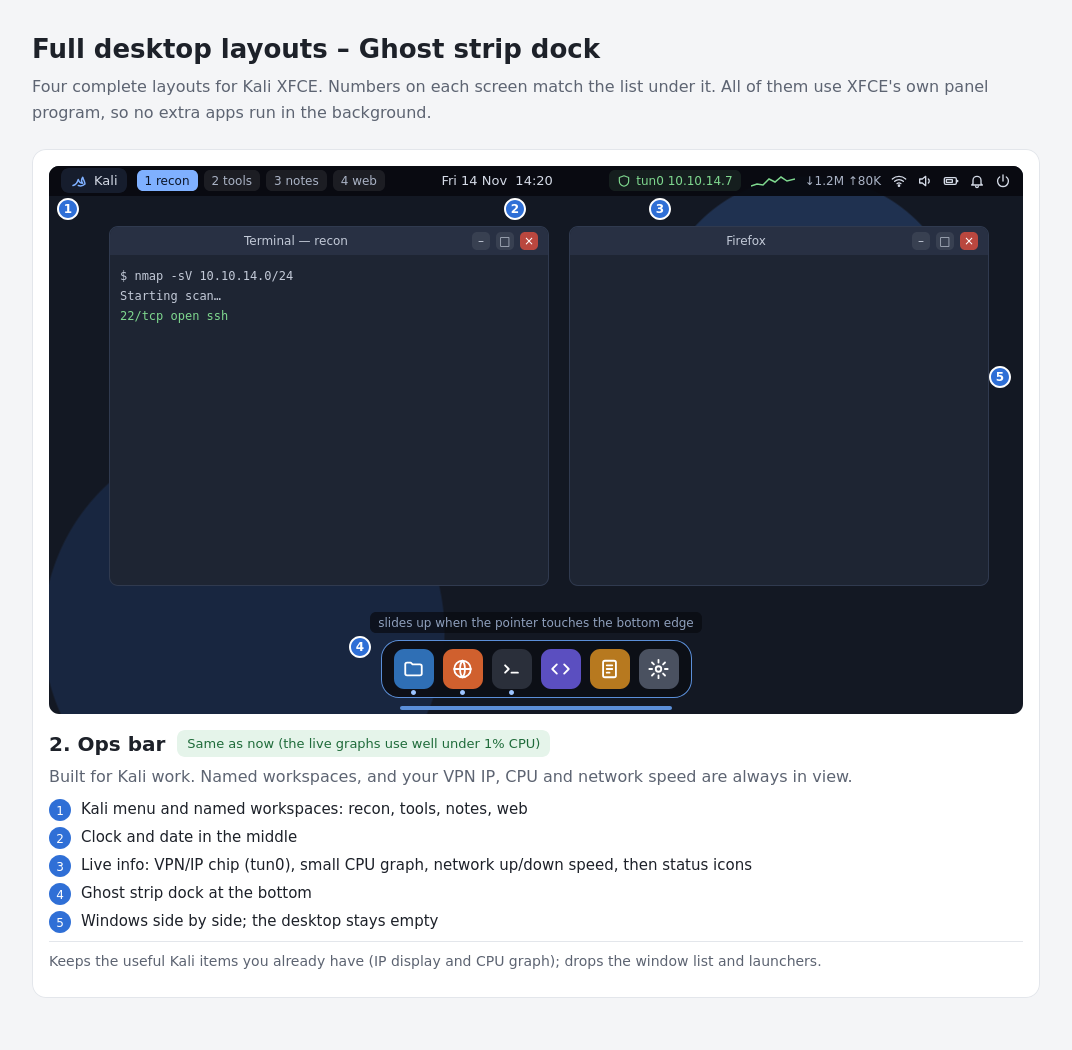 Full desktop layouts – Ghost strip dock
Four complete layouts for Kali XFCE. Numbers on each screen match the list under it. All of them use XFCE's own panel
program, so no extra apps run in the background.
Kali 1 recon 2 tools 3 notes 4 web Fri 14 Nov 14:20 tun0 10.10.14.7 ↓1.2M ↑80K
1 2 3
Terminal — recon – □ × Firefox – □ ×
$ nmap -sV 10.10.14.0/24
Starting scan…
22/tcp open ssh
5
slides up when the pointer touches the bottom edge
4
2. Ops bar Same as now (the live graphs use well under 1% CPU)
Built for Kali work. Named workspaces, and your VPN IP, CPU and network speed are always in view.
1 Kali menu and named workspaces: recon, tools, notes, web
2 Clock and date in the middle
3 Live info: VPN/IP chip (tun0), small CPU graph, network up/down speed, then status icons
4 Ghost strip dock at the bottom
5 Windows side by side; the desktop stays empty
Keeps the useful Kali items you already have (IP display and CPU graph); drops the window list and launchers.